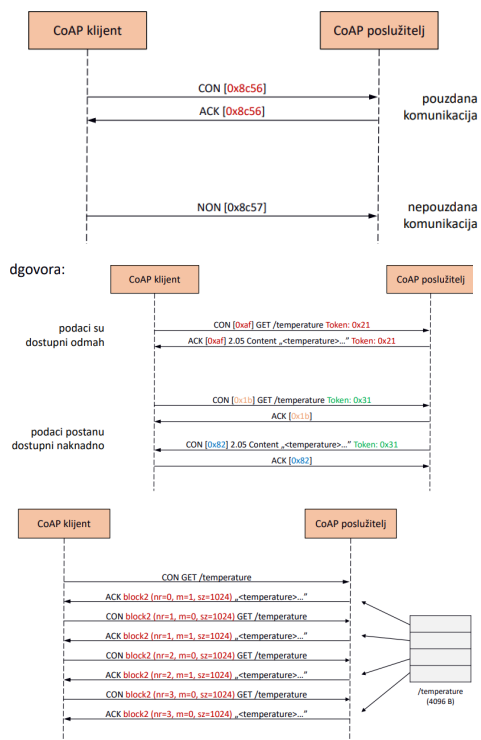 CoAP klijent
CoAP poslužitelj
CON [0x8c56]
ACK [0x8c56]
pouzdana
komunikacija
NON [0x8c57]
nepouzdana
komunikacija
dgovora:
CoAP klijent
CoAP poslužitelj
podaci su
dostupni odmah
CON [0xaf] GET /temperature Token: 0x21
ACK [0xaf] 2.05 Content „<temperature>…” Token: 0x21
CON [0x1b] GET /temperature Token: 0x31
ACK [0x1b]
podaci postanu
dostupni naknadno
CON [0x82] 2.05 Content „<temperature>…” Token: 0x31
ACK [0x82]
CoAP klijent
CoAP poslužitelj
CON GET /temperature
ACK block2 (nr=0, m=1, sz=1024) „<temperature>…”
CON block2 (nr=1, m=0, sz=1024) GET /temperature
ACK block2 (nr=1, m=1, sz=1024) „<temperature>…”
CON block2 (nr=2, m=0, sz=1024) GET /temperature
ACK block2 (nr=2, m=1, sz=1024) „<temperature>…”
CON block2 (nr=3, m=0, sz=1024) GET /temperature
ACK block2 (nr=3, m=0, sz=1024) „<temperature>…”
/temperature
(4096 B)